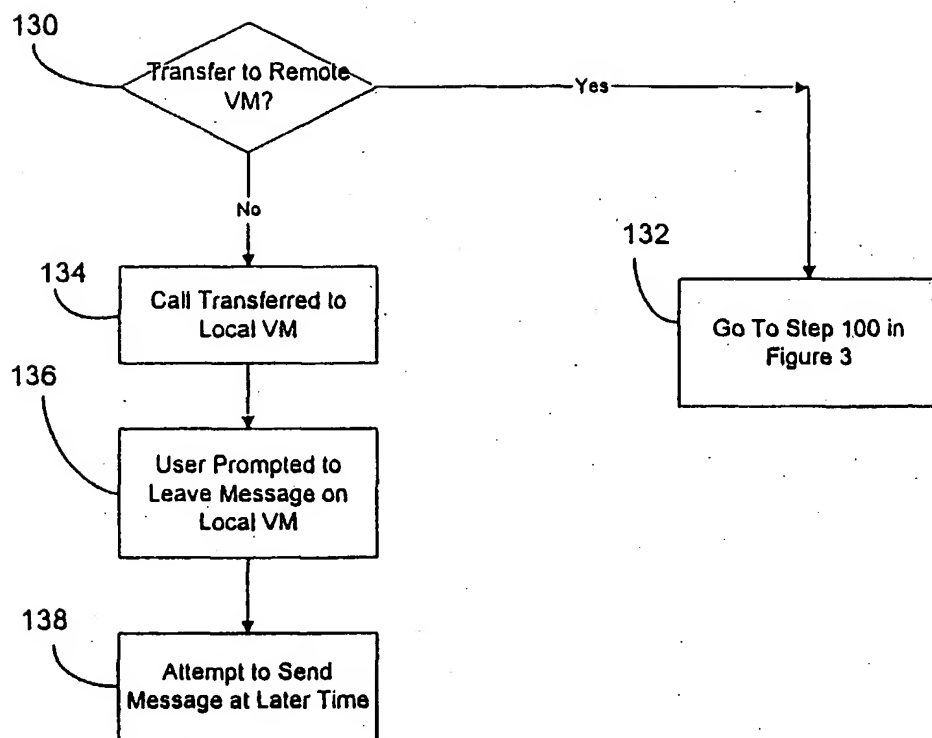 130
Transfer to Remote
VM?
Yes
No
132
134
Call Transferred to
Local VM
Go To Step 100 in
Figure 3
136
User Prompted to
Leave Message on
Local VM
138
Attempt to Send
Message at Later Time